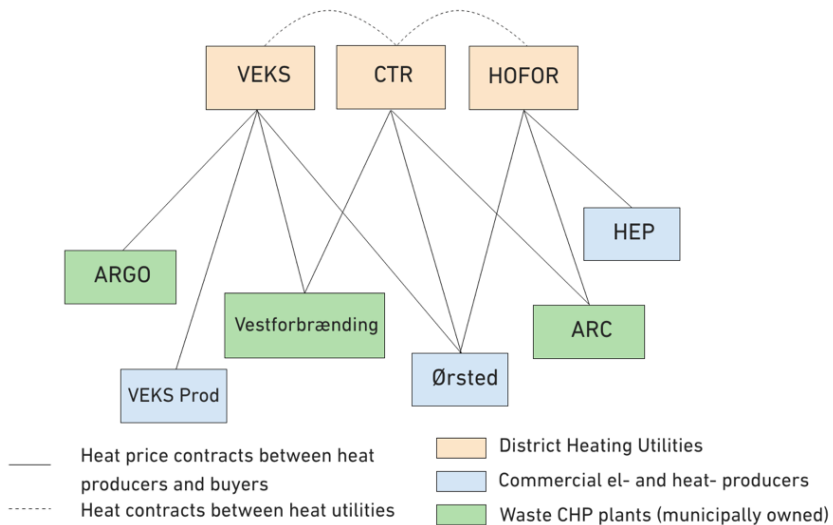 VEKS
CTR
HOFOR
HEP
ARGO
Vestforbrænding
ARC
Ørsted
VEKS Prod
Heat price contracts between heat
producers and buyers
Heat contracts between heat utilities
District Heating Utilities
Commercial el- and heat- producers
Waste CHP plants (municipally owned)